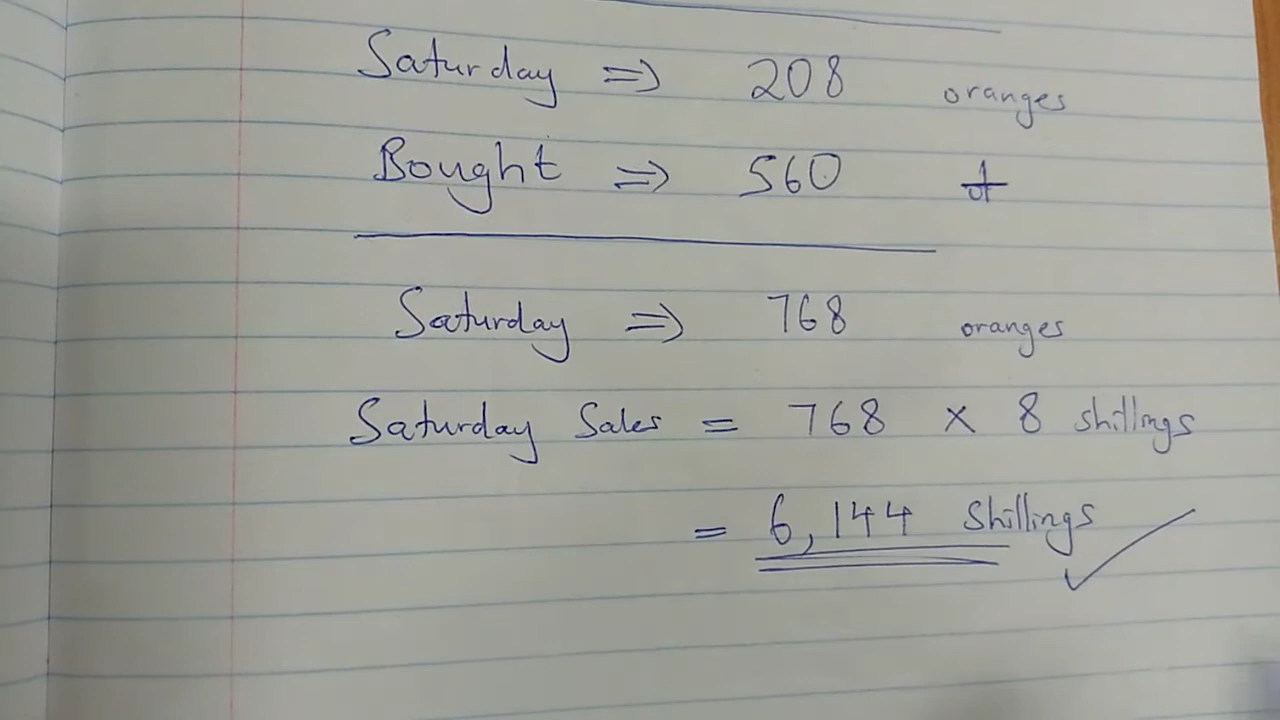 Saturday ⇒ 208 oranges
Bought ⇒ 560 +
Saturday ⇒ 768 oranges
Saturday Sales = 768 x 8 shillings
= 6,144 Shillings ✓